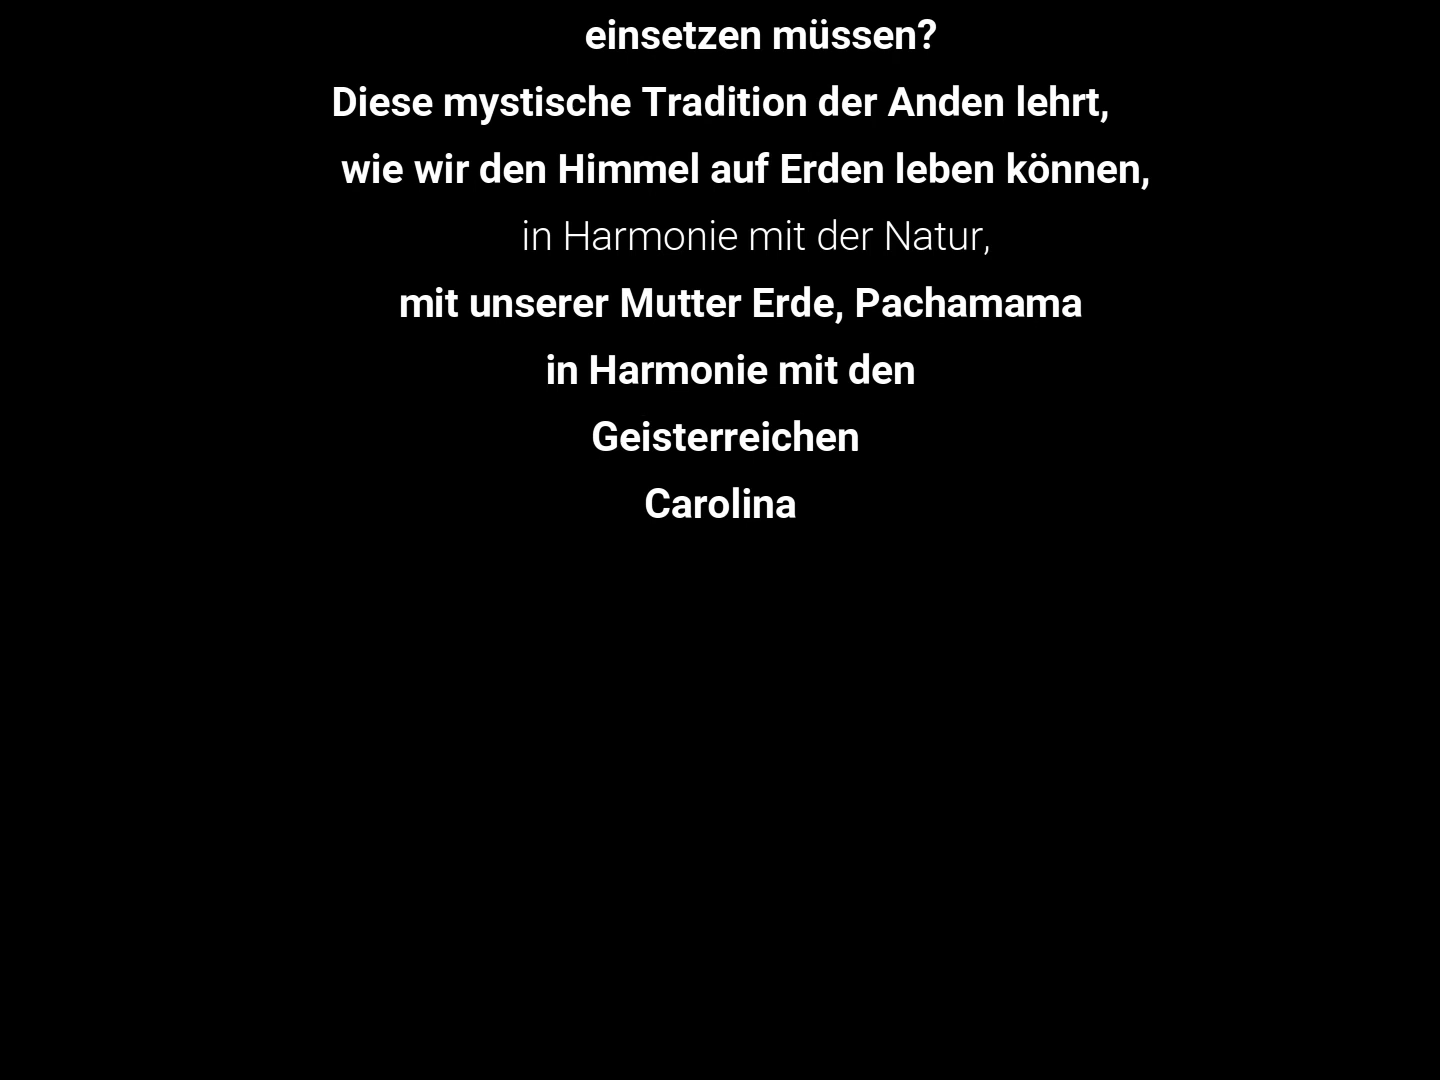 einsetzen müssen?
Diese mystische Tradition der Anden lehrt,
wie wir den Himmel auf Erden leben können,
in Harmonie mit der Natur,
mit unserer Mutter Erde, Pachamama
in Harmonie mit den
Geisterreichen
Carolina